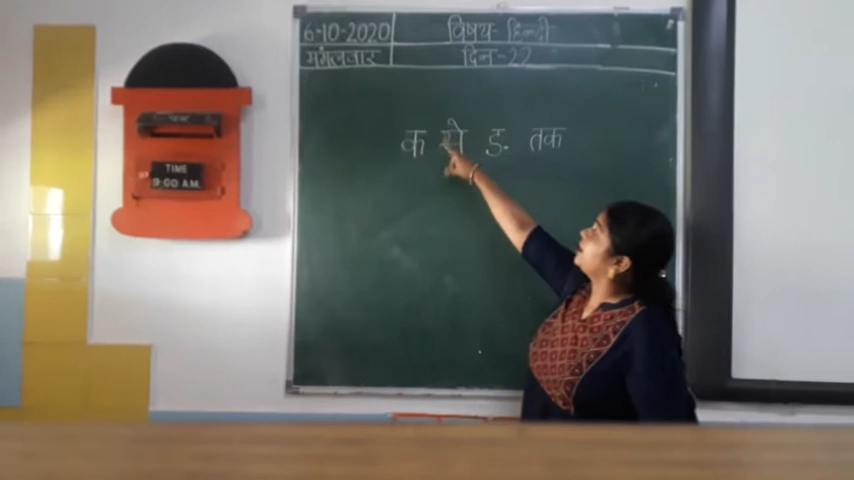 6-10-2020 विषय- हिन्दी
मंगलवार दिन-22
क से ङ तक
TIME
9:00 A.M.